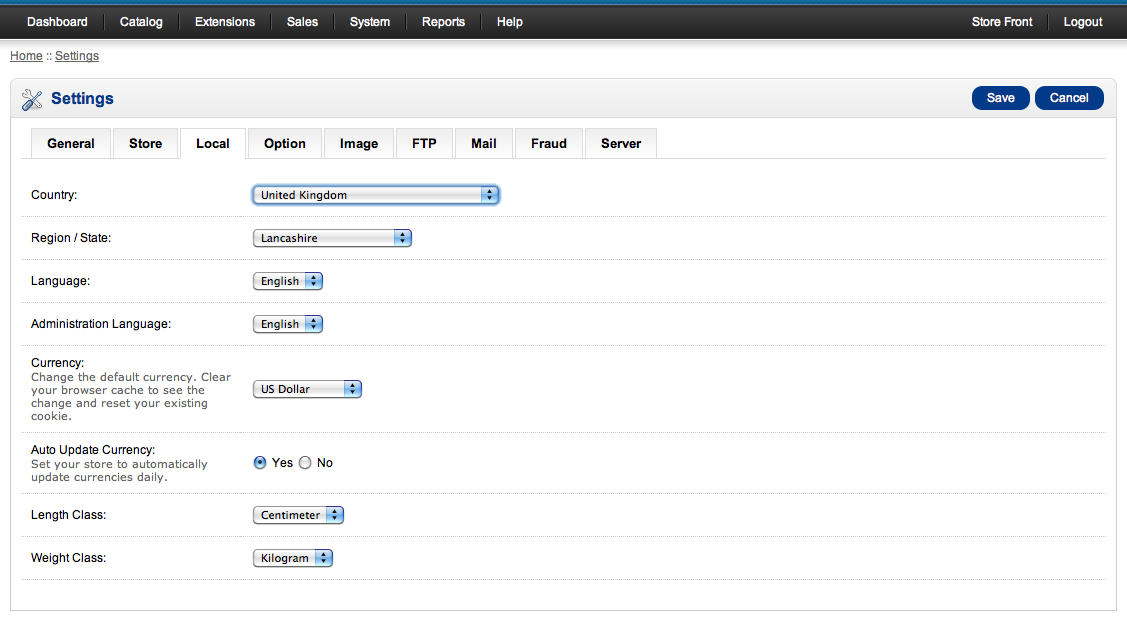 Dashboard Catalog Extensions Sales System Reports Help Store Front Logout
Home :: Settings
Settings Save Cancel
General Store Local Option Image FTP Mail Fraud Server
Country: United Kingdom
Region / State: Lancashire
Language: English
Administration Language: English
Currency:
Change the default currency. Clear
your browser cache to see the
change and reset your existing
cookie.
US Dollar
Auto Update Currency:
Set your store to automatically
update currencies daily.
Yes No
Length Class: Centimeter
Weight Class: Kilogram